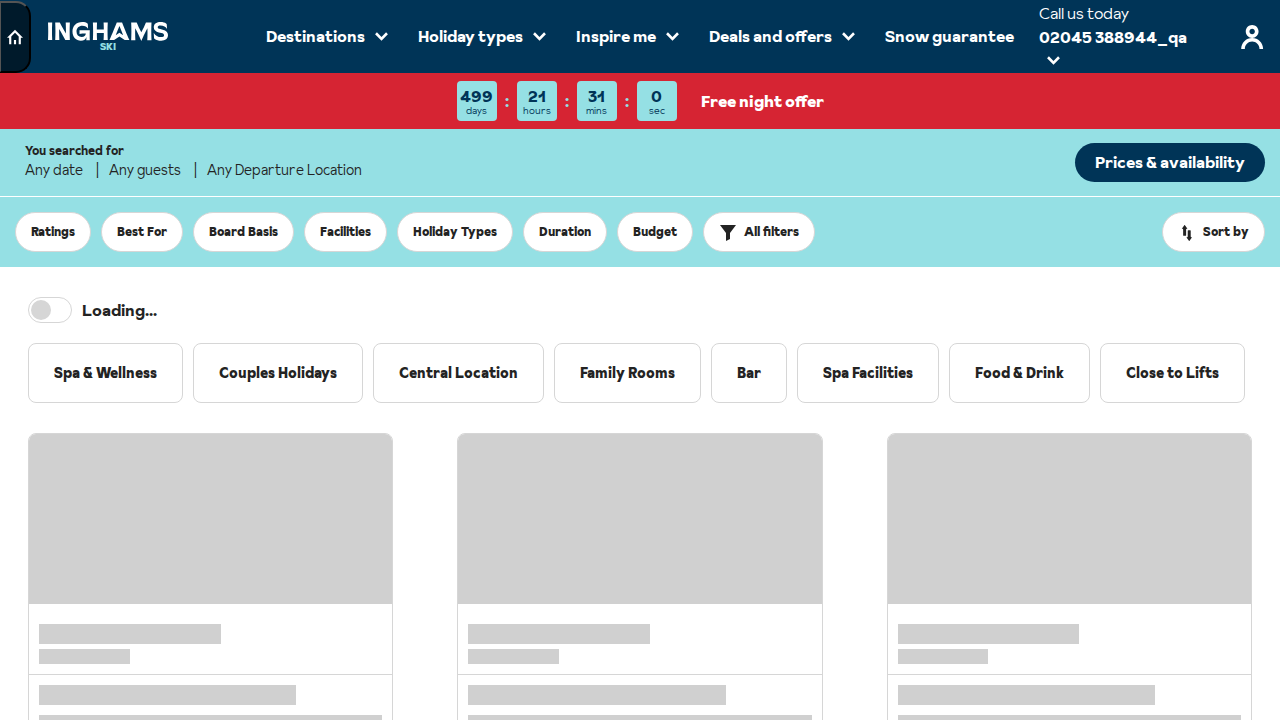 INGHAMS
SKI
Destinations
Holiday types
Inspire me
Deals and offers
Snow guarantee
Call us today
02045 388944_qa
499 days : 21 hours : 31 mins : 0 sec
Free night offer
You searched for
Any date | Any guests | Any Departure Location
Prices & availability
Ratings
Best For
Board Basis
Facilities
Holiday Types
Duration
Budget
All filters
Sort by
Loading...
Spa & Wellness
Couples Holidays
Central Location
Family Rooms
Bar
Spa Facilities
Food & Drink
Close to Lifts